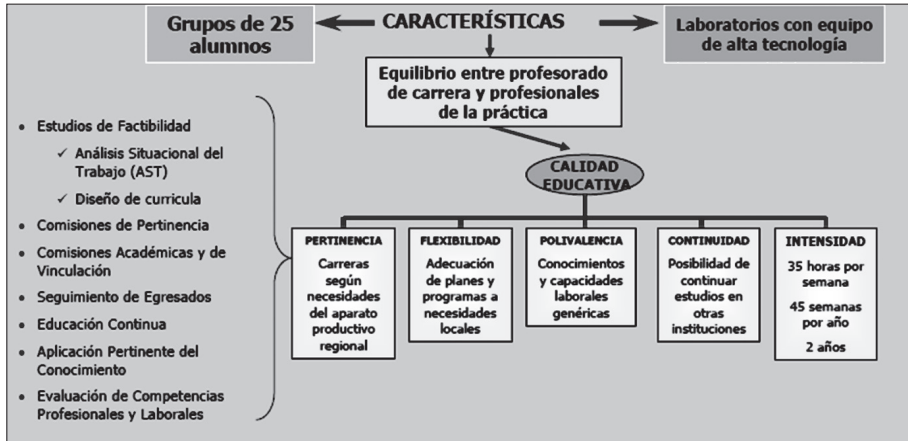 Grupos de 25
alumnos
CARACTERÍSTICAS
Laboratorios con equipo
de alta tecnología
Equilibrio entre profesorado
de carrera y profesionales
de la práctica
CALIDAD
EDUCATIVA
• Estudios de Factibilidad
✓ Análisis Situacional del
Trabajo (AST)
✓ Diseño de curricula
• Comisiones de Pertinencia
• Comisiones Académicas y de
Vinculación
• Seguimiento de Egresados
• Educación Continua
• Aplicación Pertinente del
Conocimiento
• Evaluación de Competencias
Profesionales y Laborales
PERTINENCIA
Carreras
según
necesidades
del aparato
productivo
regional
FLEXIBILIDAD
Adecuación
de planes y
programas a
necesidades
locales
POLIVALENCIA
Conocimientos
y capacidades
laborales
genéricas
CONTINUIDAD
Posibilidad de
continuar
estudios en
otras
instituciones
INTENSIDAD
35 horas por
semana
45 semanas
por año
2 años